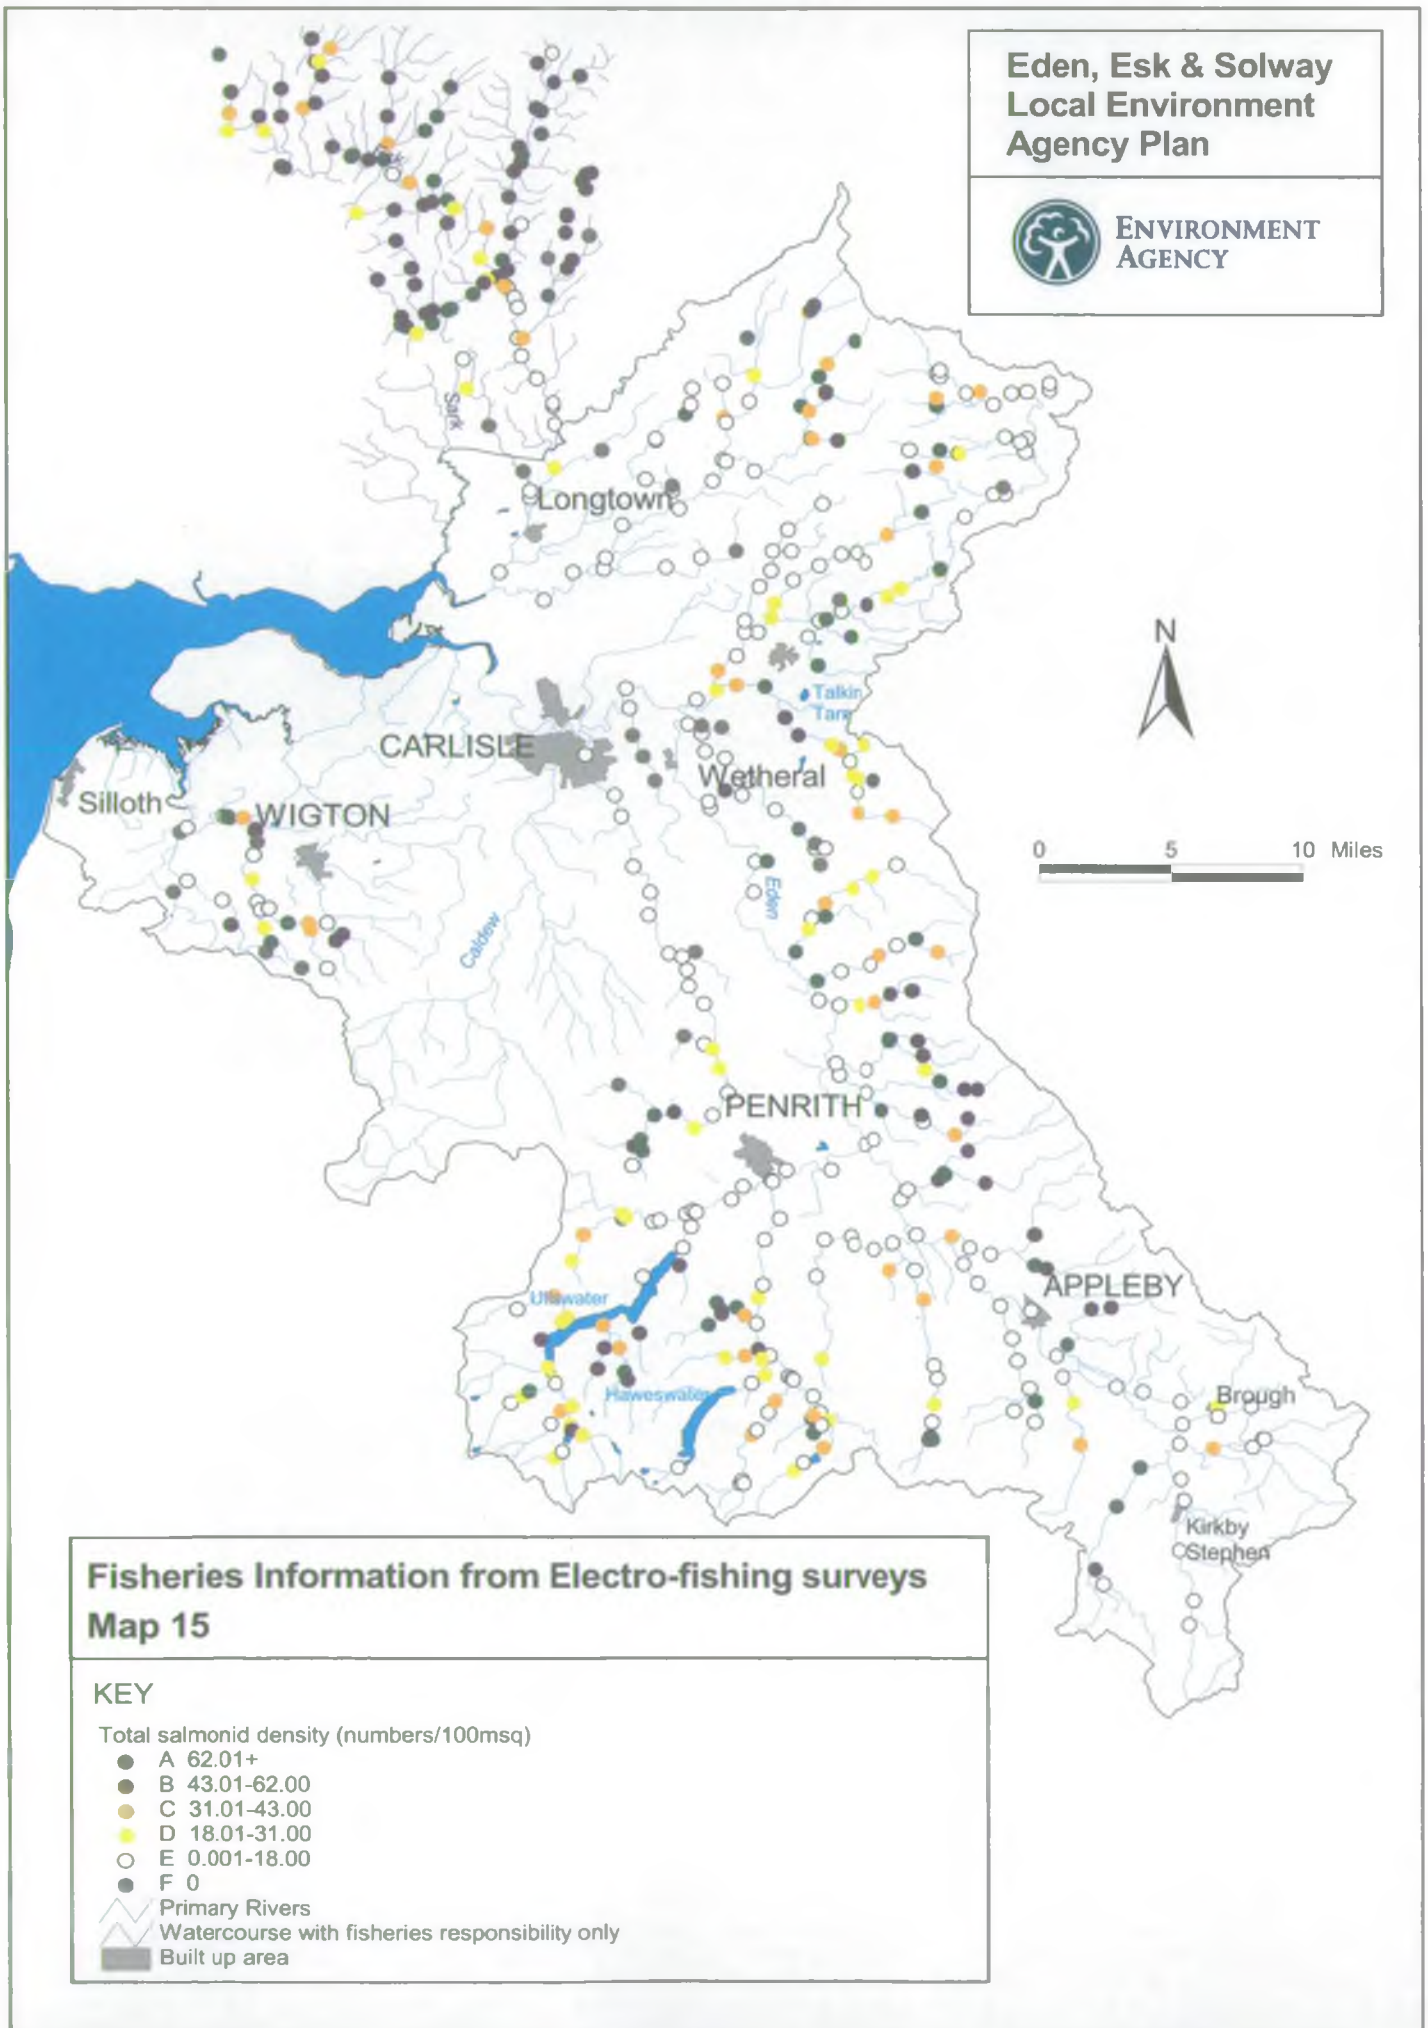 Eden, Esk & Solway
Local Environment
Agency Plan
ENVIRONMENT
AGENCY
Esk
Sark
Longtown
N
Talkin
Tarn
CARLISLE
Wetheral
Silloth
WIGTON
0 5 10 Miles
Eden
Caldew
PENRITH
APPLEBY
Ullswater
Haweswater
Brough
Kirkby
Stephen
Fisheries Information from Electro-fishing surveys
Map 15
KEY
Total salmonid density (numbers/100msq)
A 62.01+
B 43.01-62.00
C 31.01-43.00
D 18.01-31.00
E 0.001-18.00
F 0
Primary Rivers
Watercourse with fisheries responsibility only
Built up area